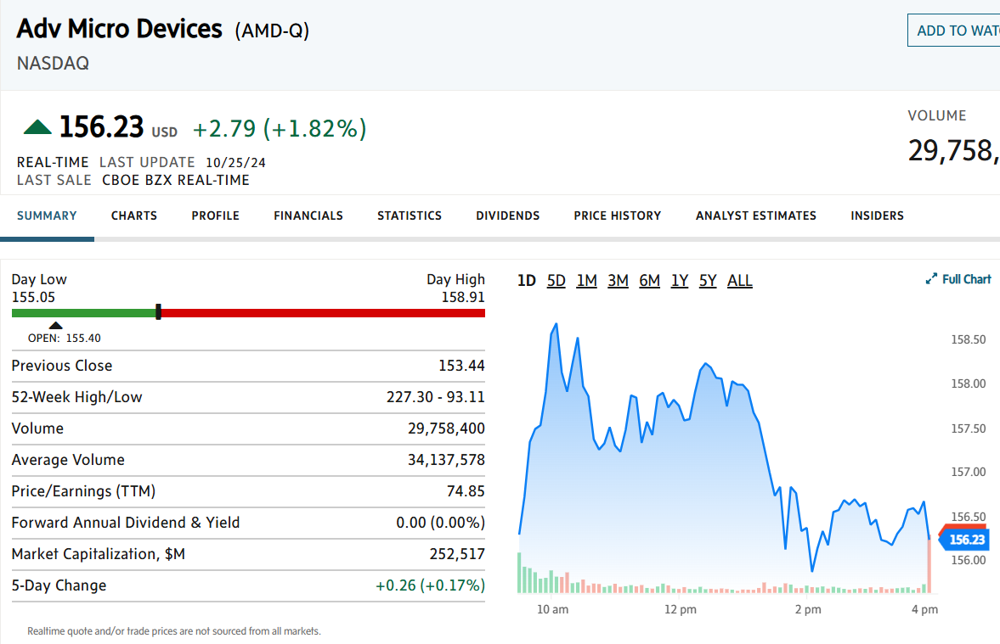 Adv Micro Devices (AMD-Q)
ADD TO WAT
NASDAQ
156.23 USD +2.79 (+1.82%)
VOLUME
29,758,
REAL-TIME LAST UPDATE 10/25/24
LAST SALE CBOE BZX REAL-TIME
SUMMARY CHARTS PROFILE FINANCIALS STATISTICS DIVIDENDS PRICE HISTORY ANALYST ESTIMATES INSIDERS
Day Low Day High
155.05 158.91
OPEN: 155.40
Previous Close 153.44
52-Week High/Low 227.30 - 93.11
Volume 29,758,400
Average Volume 34,137,578
Price/Earnings (TTM) 74.85
Forward Annual Dividend & Yield 0.00 (0.00%)
Market Capitalization, $M 252,517
5-Day Change +0.26 (+0.17%)
Realtime quote and/or trade prices are not sourced from all markets.
1D 5D 1M 3M 6M 1Y 5Y ALL
Full Chart
158.50
158.00
157.50
157.00
156.50
156.23
156.00
10 am 12 pm 2 pm 4 pm